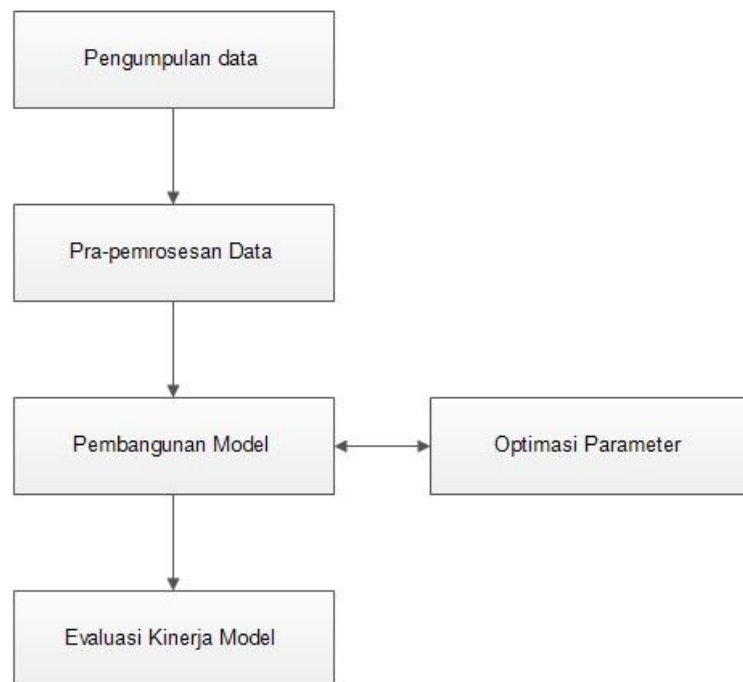 Pengumpulan data
Pra-pemrosesan Data
Pembangunan Model
Optimasi Parameter
Evaluasi Kinerja Model